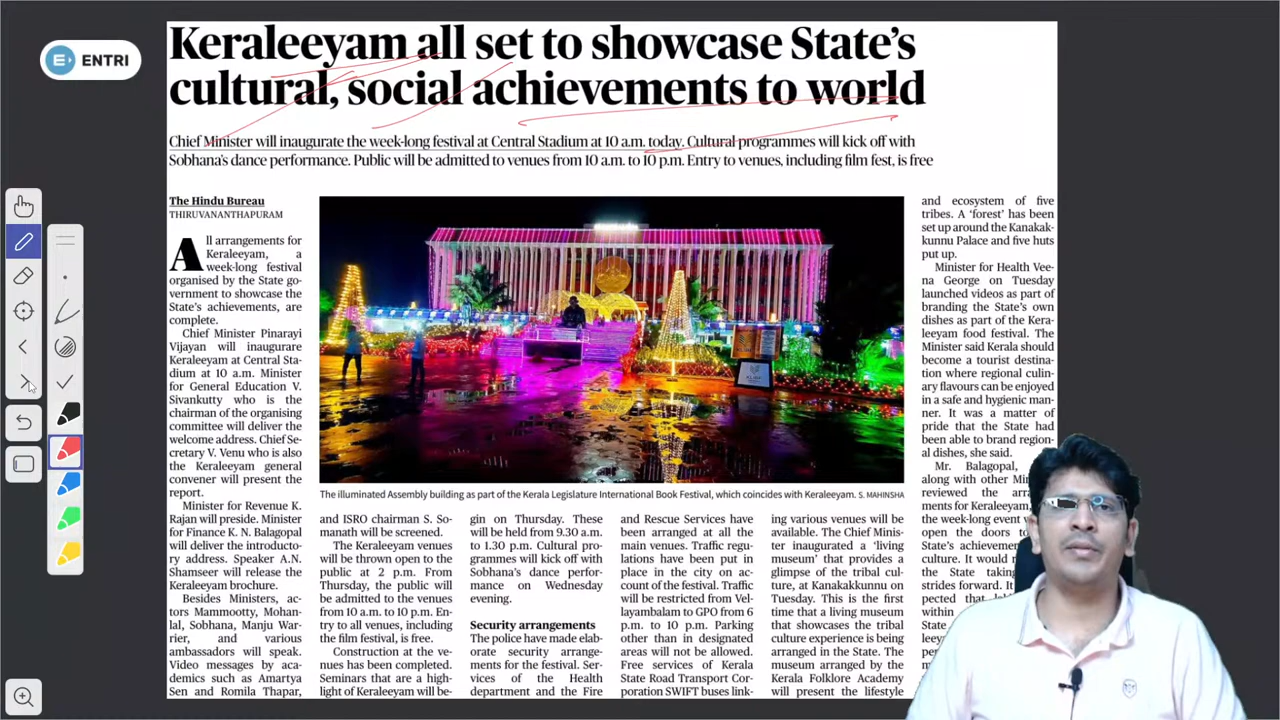 ENTRI
Keraleeyam all set to showcase State's
cultural, social achievements to world
Chief Minister will inaugurate the week-long festival at Central Stadium at 10 a.m. today. Cultural programmes will kick off with
Sobhana's dance performance. Public will be admitted to venues from 10 a.m. to 10 p.m. Entry to venues, including film fest, is free
The Hindu Bureau
THIRUVANANTHAPURAM
All arrangements for
Keraleeyam, a
week-long festival
organised by the State go-
vernment to showcase the
State's achievements, are
complete.
Chief Minister Pinarayi
Vijayan will inaugurate
Keraleeyam at Central Sta-
dium at 10 a.m. Minister
for General Education V.
Sivankutty who is the
chairman of the organising
committee will deliver the
welcome address. Chief Se-
cretary V. Venu who is also
the Keraleeyam general
convener will present the
report.
Minister for Revenue K.
Rajan will preside. Minister
for Finance K. N. Balagopal
will deliver the introducto-
ry address. Speaker A.N.
Shamseer will release the
Keraleeyam brochure.
Besides Ministers, ac-
tors Mammootty, Mohan-
lal, Sobhana, Manju War-
rier, and various
ambassadors will speak.
Video messages by aca-
demics such as Amartya
Sen and Romila Thapar,
The illuminated Assembly building as part of the Kerala Legislature International Book Festival, which coincides with Keraleeyam. S. MAHINSHA
and ISRO chairman S. So-
manath will be screened.
The Keraleeyam venues
will be thrown open to the
public at 2 p.m. From
Thursday, the public will
be admitted to the venues
from 10 a.m. to 10 p.m. En-
try to all venues, including
the film festival, is free.
Construction at the ve-
nues has been completed.
Seminars that are a high-
light of Keraleeyam will be-
gin on Thursday. These
will be held from 9.30 a.m.
to 1.30 p.m. Cultural pro-
grammes will kick off with
Sobhana's dance perfor-
mance on Wednesday
evening.
Security arrangements
The police have made elab-
orate security arrange-
ments for the festival. Ser-
vices of the Health
department and the Fire
and Rescue Services have
been arranged at all the
main venues. Traffic regu-
lations have been put in
place in the city on ac-
count of the festival. Traffic
will be restricted from Vel-
layambalam to GPO from 6
p.m. to 10 p.m. Parking
other than in designated
areas will not be allowed.
Free services of Kerala
State Road Transport Cor-
poration SWIFT buses link-
ing various venues will be
available. The Chief Minis-
ter inaugurated a 'living
museum' that provides a
glimpse of the tribal cul-
ture, at Kanakakkunnu on
Tuesday. This is the first
time that a living museum
that showcases the tribal
culture experience is being
arranged in the State. The
museum arranged by the
Kerala Folklore Academy
will present the lifestyle
and ecosystem of five
tribes. A 'forest' has been
set up around the Kanakak-
kunnu Palace and five huts
put up.
Minister for Health Vee-
na George on Tuesday
launched videos as part of
branding the State's own
dishes as part of the Kera-
leeyam food festival. The
Minister said Kerala should
become a tourist destina-
tion where regional culin-
ary flavours can be enjoyed
in a safe and hygienic man-
ner. It was a matter of
pride that the State had
been able to brand region-
al dishes, she said.
Mr. Balagopal,
along with other
reviewed the
ments for Keraleeyam,
the week-long event
open the doors to
State's
culture. It would
the State
strides forward.
within
State